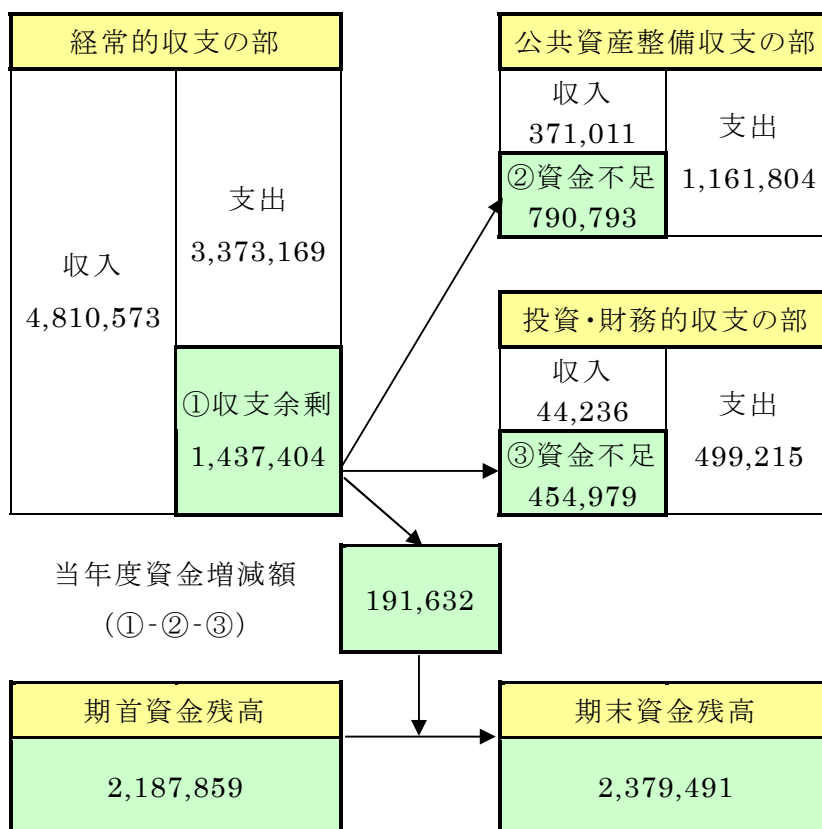 経常的収支の部
収入
4,810,573
支出
3,373,169
①収支余剰
1,437,404
公共資産整備収支の部
収入
371,011
②資金不足
790,793
支出
1,161,804
投資・財務的収支の部
収入
44,236
③資金不足
454,979
支出
499,215
当年度資金増減額
(①-②-③)
191,632
期首資金残高
2,187,859
期末資金残高
2,379,491